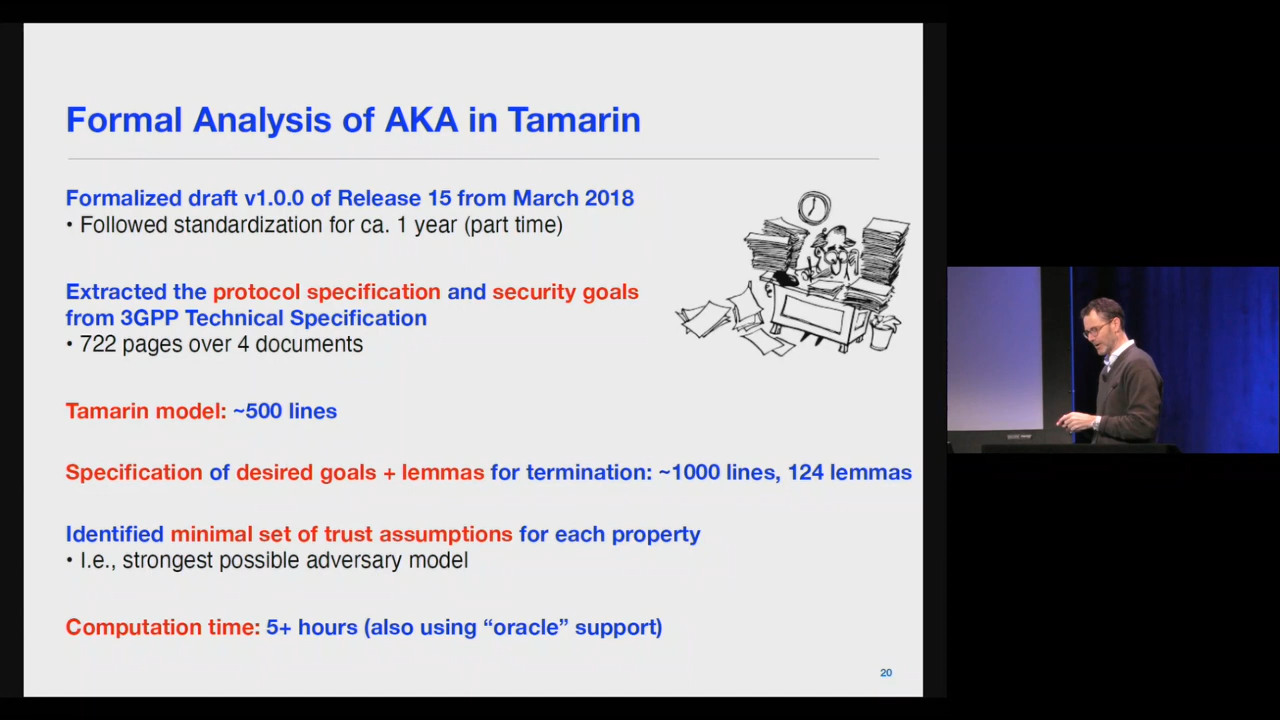 Formal Analysis of AKA in Tamarin
Formalized draft v1.0.0 of Release 15 from March 2018
• Followed standardization for ca. 1 year (part time)
Extracted the protocol specification and security goals
from 3GPP Technical Specification
• 722 pages over 4 documents
Tamarin model: ~500 lines
Specification of desired goals + lemmas for termination: ~1000 lines, 124 lemmas
Identified minimal set of trust assumptions for each property
• I.e., strongest possible adversary model
Computation time: 5+ hours (also using “oracle” support)
20